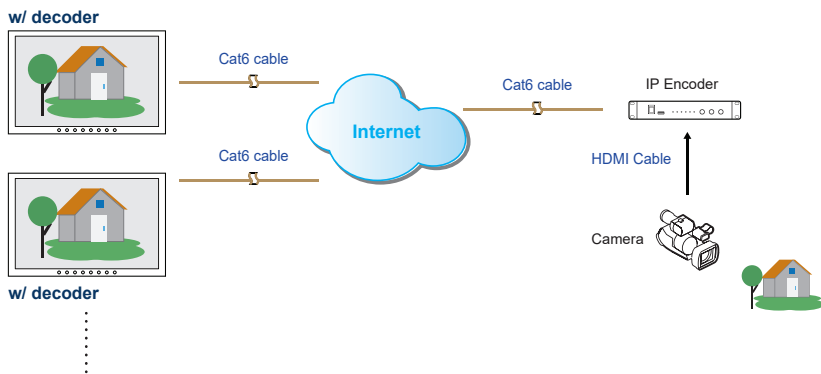 w/ decoder
Cat6 cable
Cat6 cable
IP Encoder
Internet
Cat6 cable
HDMI Cable
Camera
w/ decoder